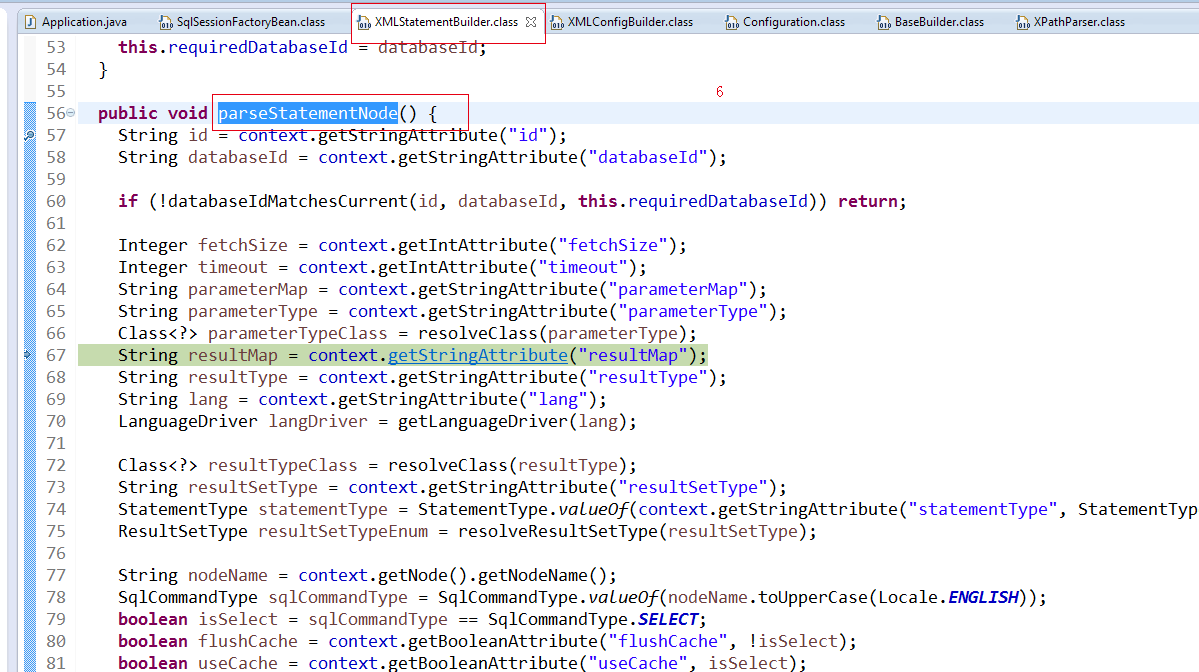 Application.java SqlSessionFactoryBean.class XMLStatementBuilder.class XMLConfigBuilder.class Configuration.class BaseBuilder.class XPathParser.class
53 this.requiredDatabaseId = databaseId;
54 }
55
6
56 public void parseStatementNode() {
57 String id = context.getStringAttribute("id");
58 String databaseId = context.getStringAttribute("databaseId");
59
60 if (!databaseIdMatchesCurrent(id, databaseId, this.requiredDatabaseId)) return;
61
62 Integer fetchSize = context.getIntAttribute("fetchSize");
63 Integer timeout = context.getIntAttribute("timeout");
64 String parameterMap = context.getStringAttribute("parameterMap");
65 String parameterType = context.getStringAttribute("parameterType");
66 Class<?> parameterTypeClass = resolveClass(parameterType);
67 String resultMap = context.getStringAttribute("resultMap");
68 String resultType = context.getStringAttribute("resultType");
69 String lang = context.getStringAttribute("lang");
70 LanguageDriver langDriver = getLanguageDriver(lang);
71
72 Class<?> resultTypeClass = resolveClass(resultType);
73 String resultSetType = context.getStringAttribute("resultSetType");
74 StatementType statementType = StatementType.valueOf(context.getStringAttribute("statementType", StatementTyp
75 ResultSetType resultSetTypeEnum = resolveResultSetType(resultSetType);
76
77 String nodeName = context.getNode().getNodeName();
78 SqlCommandType sqlCommandType = SqlCommandType.valueOf(nodeName.toUpperCase(Locale.ENGLISH));
79 boolean isSelect = sqlCommandType == SqlCommandType.SELECT;
80 boolean flushCache = context.getBooleanAttribute("flushCache", !isSelect);
81 boolean useCache = context.getBooleanAttribute("useCache", isSelect);